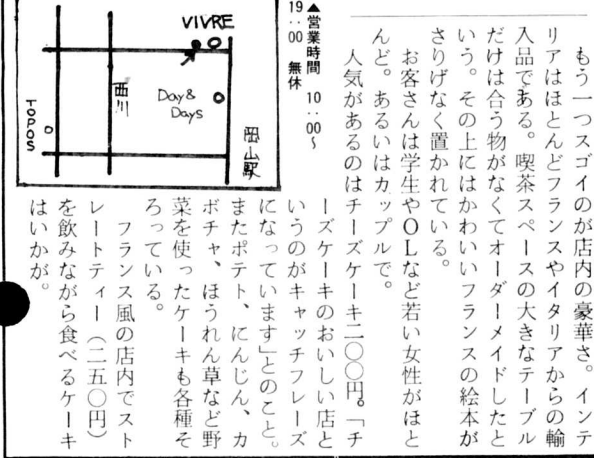 もう一つスゴイのが店内の豪華さ。インテ
リアはほとんどフランスやイタリアからの輸
入品である。喫茶スペースの大きなテーブル
だけは合う物がなくてオーダーメイドしたと
いう。その上にはかわいいフランスの絵本が
さりげなく置かれている。
お客さんは学生やOLなど若い女性がほと
んど。あるいはカップルで。
人気があるのはチーズケーキ二〇〇円。「チ
ーズケーキのおいしい店と
いうのがキャッチフレーズ
になっています」とのこと。
またポテト、にんじん、カ
ボチャ、ほうれん草など野
菜を使ったケーキも各種そ
ろっている。
フランス風の店内でスト
レートティー（二五〇円）
を飲みながら食べるケーキ
はいかが。
▲営業時間 10：00〜
19：00 無休
VIVRE
岡山駅
Day&
Days
西川
TOPOS